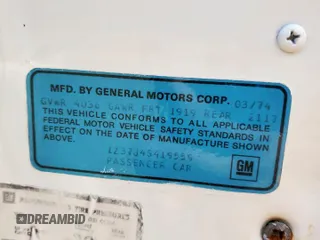 MFD. BY GENERAL MOTORS CORP. 03/74
GVWR 4036 GAWR FRT 1919 REAR 2117
THIS VEHICLE CONFORMS TO ALL APPLICABLE
FEDERAL MOTOR VEHICLE SAFETY STANDARDS IN
EFFECT ON THE DATE OF MANUFACTURE SHOWN
ABOVE.
1Z37J4S419559
PASSENGER CAR
GM
DREAMBID